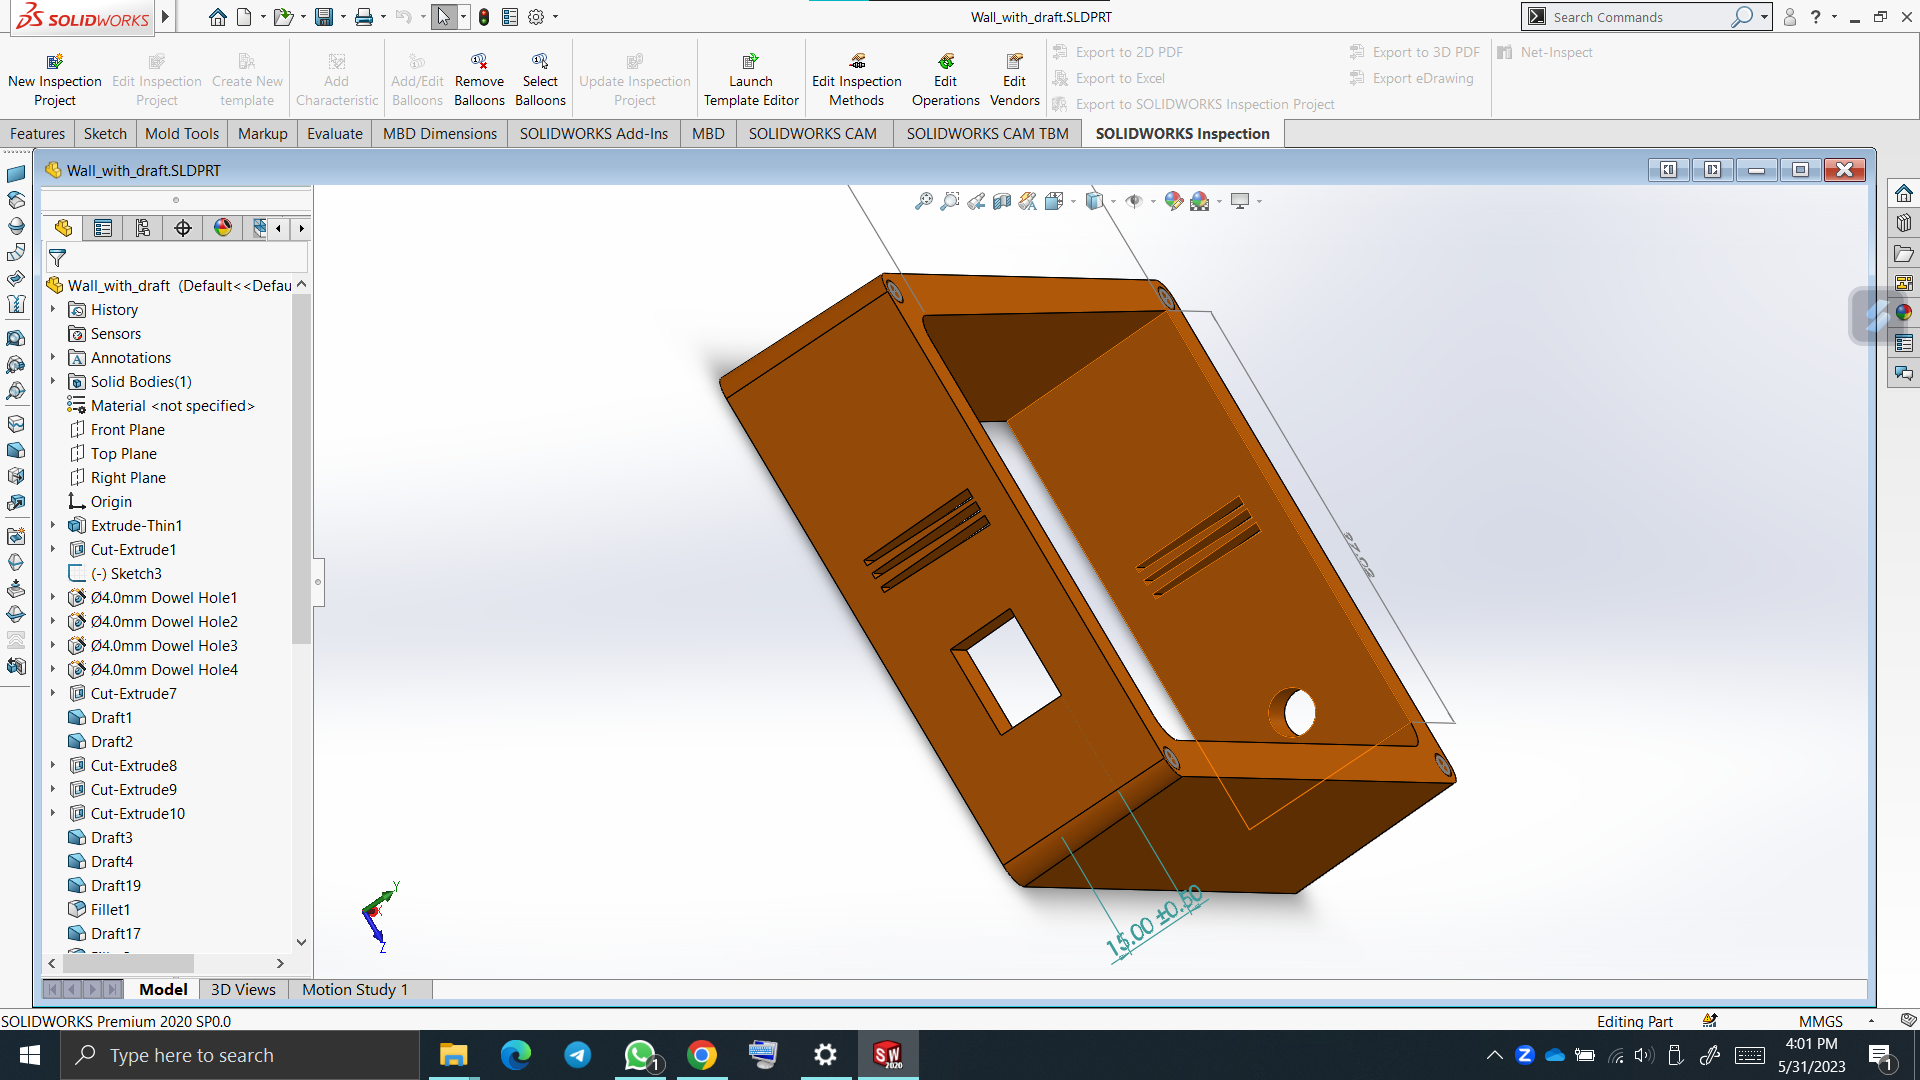 SOLIDWORKS
Wall_with_draft.SLDPRT
Search Commands
New Inspection Project
Edit Inspection Project
Create New template
Add Characteristic
Add/Edit Balloons
Remove Balloons
Select Balloons
Update Inspection Project
Launch Template Editor
Edit Inspection Methods
Edit Operations
Edit Vendors
Export to 2D PDF
Export to Excel
Export to SOLIDWORKS Inspection Project
Export to 3D PDF
Export eDrawing
Net-Inspect
Features
Sketch
Mold Tools
Markup
Evaluate
MBD Dimensions
SOLIDWORKS Add-Ins
MBD
SOLIDWORKS CAM
SOLIDWORKS CAM TBM
SOLIDWORKS Inspection
Wall_with_draft.SLDPRT
Wall_with_draft (Default<<Defau
History
Sensors
Annotations
Solid Bodies(1)
Material <not specified>
Front Plane
Top Plane
Right Plane
Origin
Extrude-Thin1
Cut-Extrude1
(-) Sketch3
Ø4.0mm Dowel Hole1
Ø4.0mm Dowel Hole2
Ø4.0mm Dowel Hole3
Ø4.0mm Dowel Hole4
Cut-Extrude7
Draft1
Draft2
Cut-Extrude8
Cut-Extrude9
Cut-Extrude10
Draft3
Draft4
Draft19
Fillet1
Draft17
15.00 ±0.50
Y
X
Z
Model
3D Views
Motion Study 1
SOLIDWORKS Premium 2020 SP0.0
Editing Part
MMGS
Type here to search
1
SW
2020
4:01 PM
5/31/2023
1